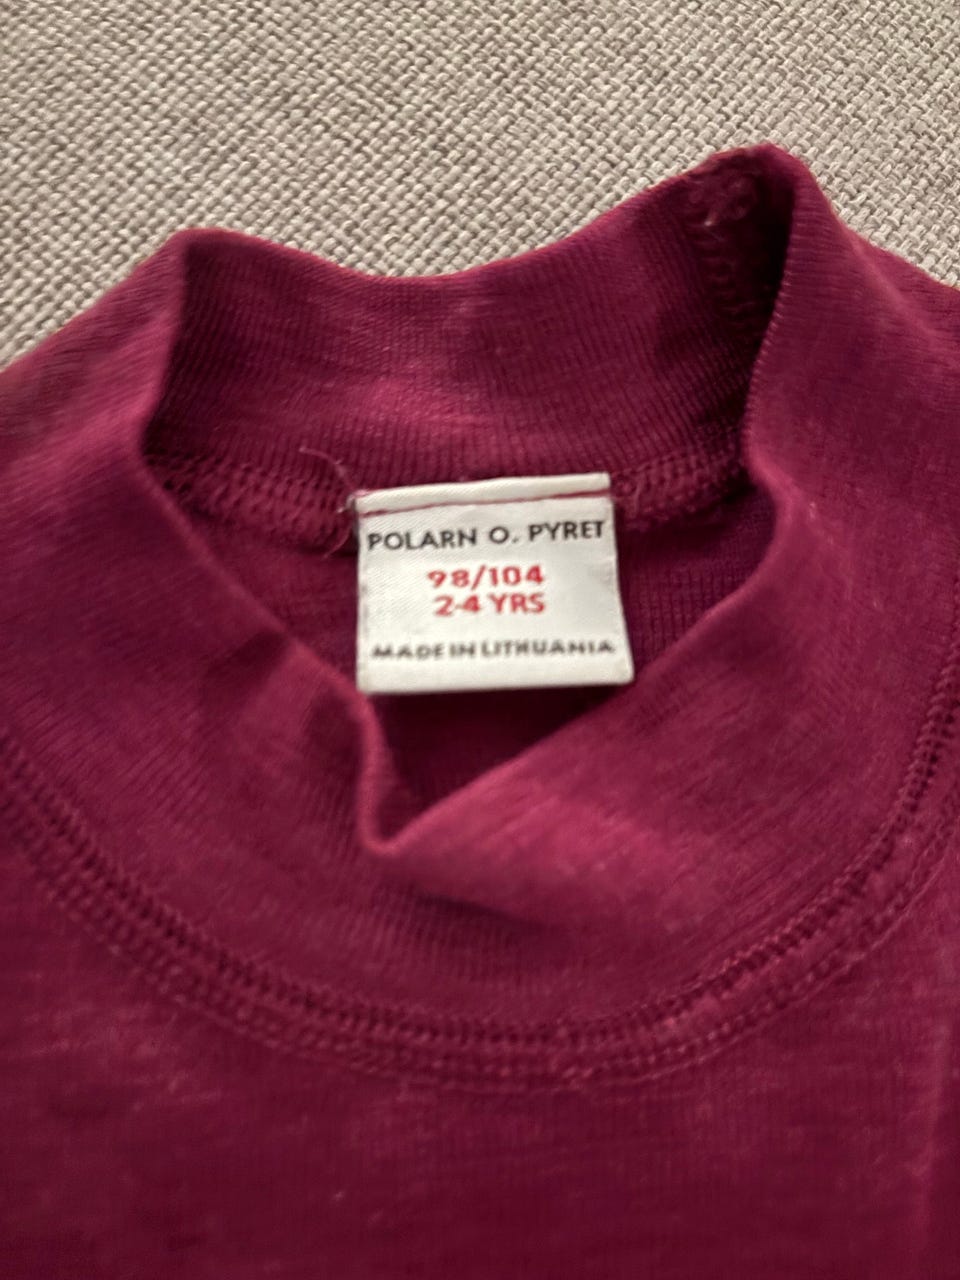 POLARN O. PYRET
98/104
2-4 YRS
MADE IN LITHUANIA